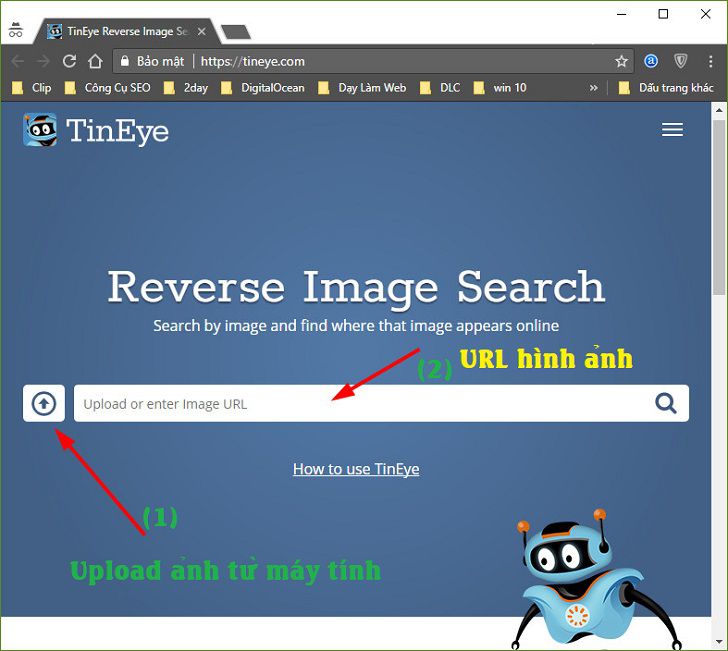 TinEye Reverse Image Se
Bảo mật | https://tineye.com
Clip Công Cụ SEO 2day DigitalOcean Dạy Làm Web DLC win 10 » Dấu trang khác
TinEye
Reverse Image Search
Search by image and find where that image appears online
(2) URL hình ảnh
Upload or enter Image URL
How to use TinEye
(1)
Upload ảnh từ máy tính